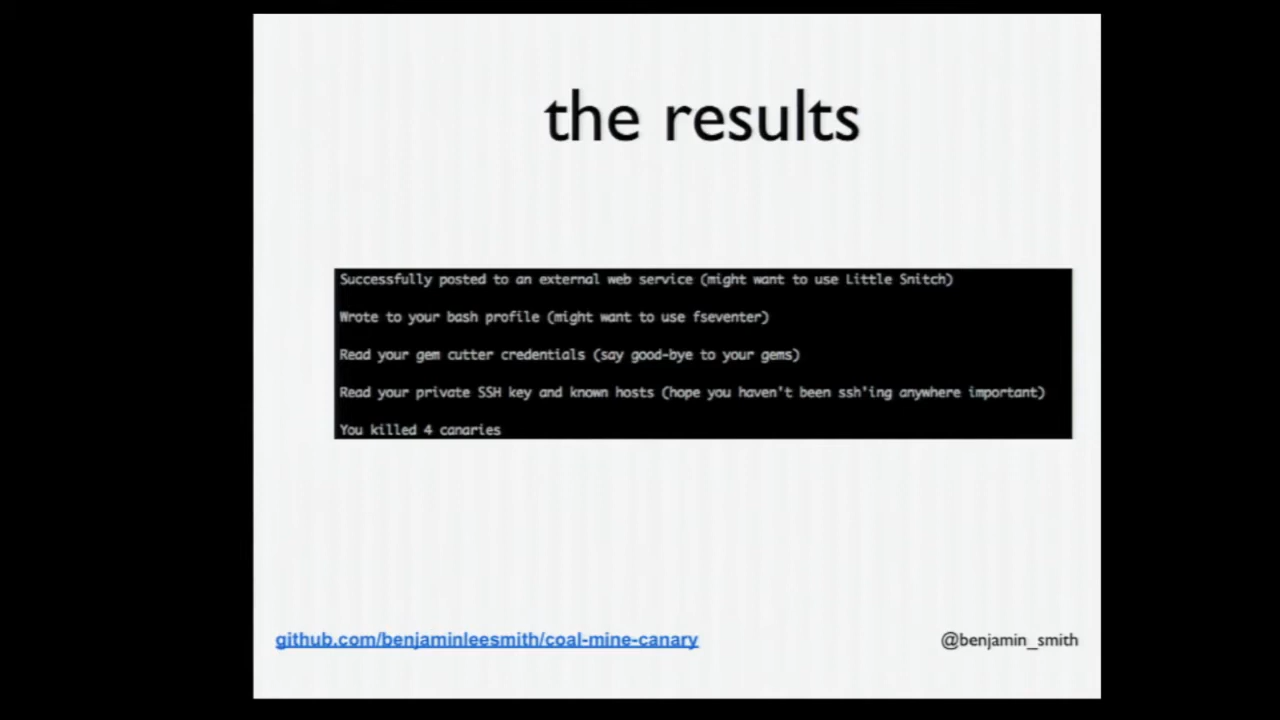 the results
Successfully posted to an external web service (might want to use Little Snitch)
Wrote to your bash profile (might want to use fseventer)
Read your gem cutter credentials (say good-bye to your gems)
Read your private SSH key and known hosts (hope you haven't been ssh'ing anywhere important)
You killed 4 canaries
github.com/benjaminleesmith/coal-mine-canary
@benjamin_smith